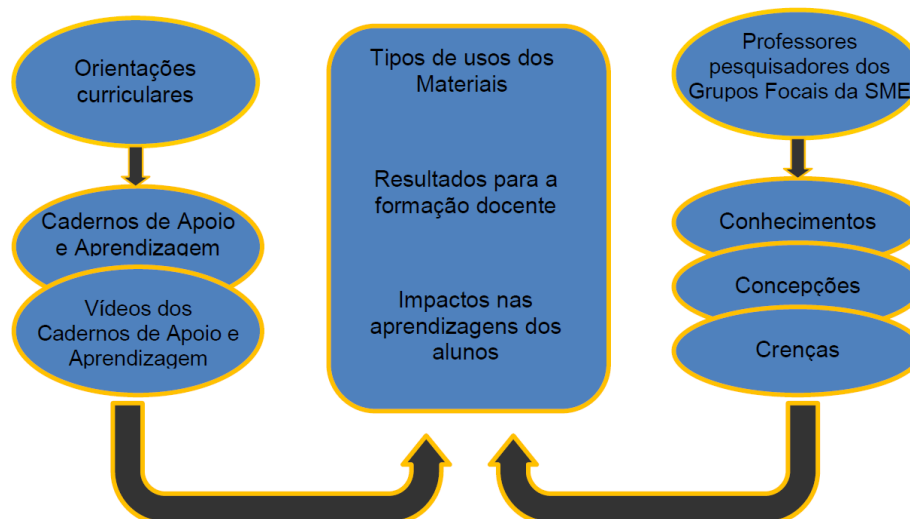 Orientações
curriculares
Cadernos de Apoio
e Aprendizagem
Vídeos dos
Cadernos de Apoio e
Aprendizagem
Tipos de usos dos
Materiais
Resultados para a
formação docente
Impactos nas
aprendizagens dos
alunos
Professores
pesquisadores dos
Grupos Focais da SME
Conhecimentos
Concepções
Crenças